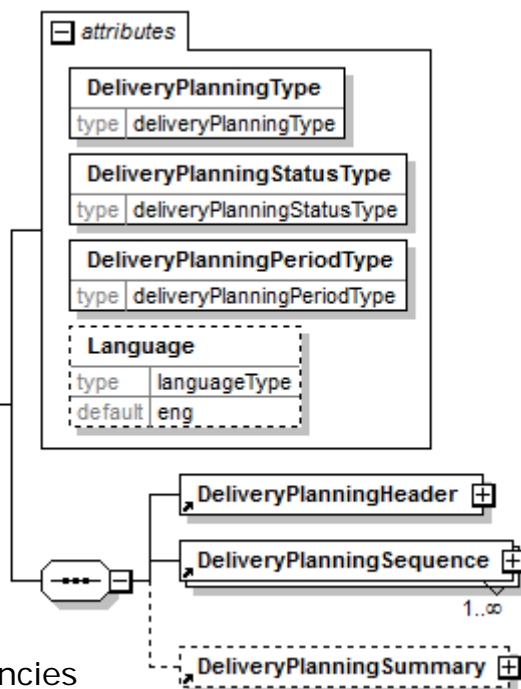 attributes
DeliveryPlanningType
type deliveryPlanningType
DeliveryPlanningStatusType
type deliveryPlanningStatusType
DeliveryPlanningPeriodType
type deliveryPlanningPeriodType
Language
type languageType
default eng
DeliveryPlanningHeader
DeliveryPlanningSequence
1..∞
DeliveryPlanningSummary
ncies